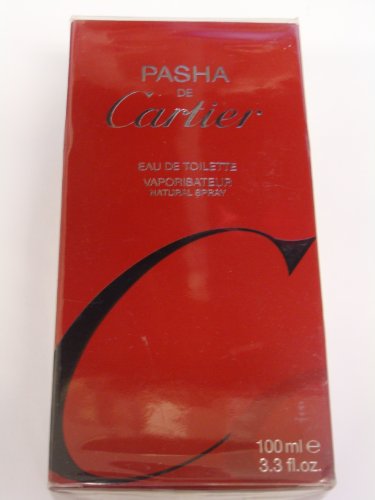 PASHA
DE
Cartier
EAU DE TOILETTE
VAPORISATEUR
NATURAL SPRAY
C
100 ml e
3.3 fl.oz.